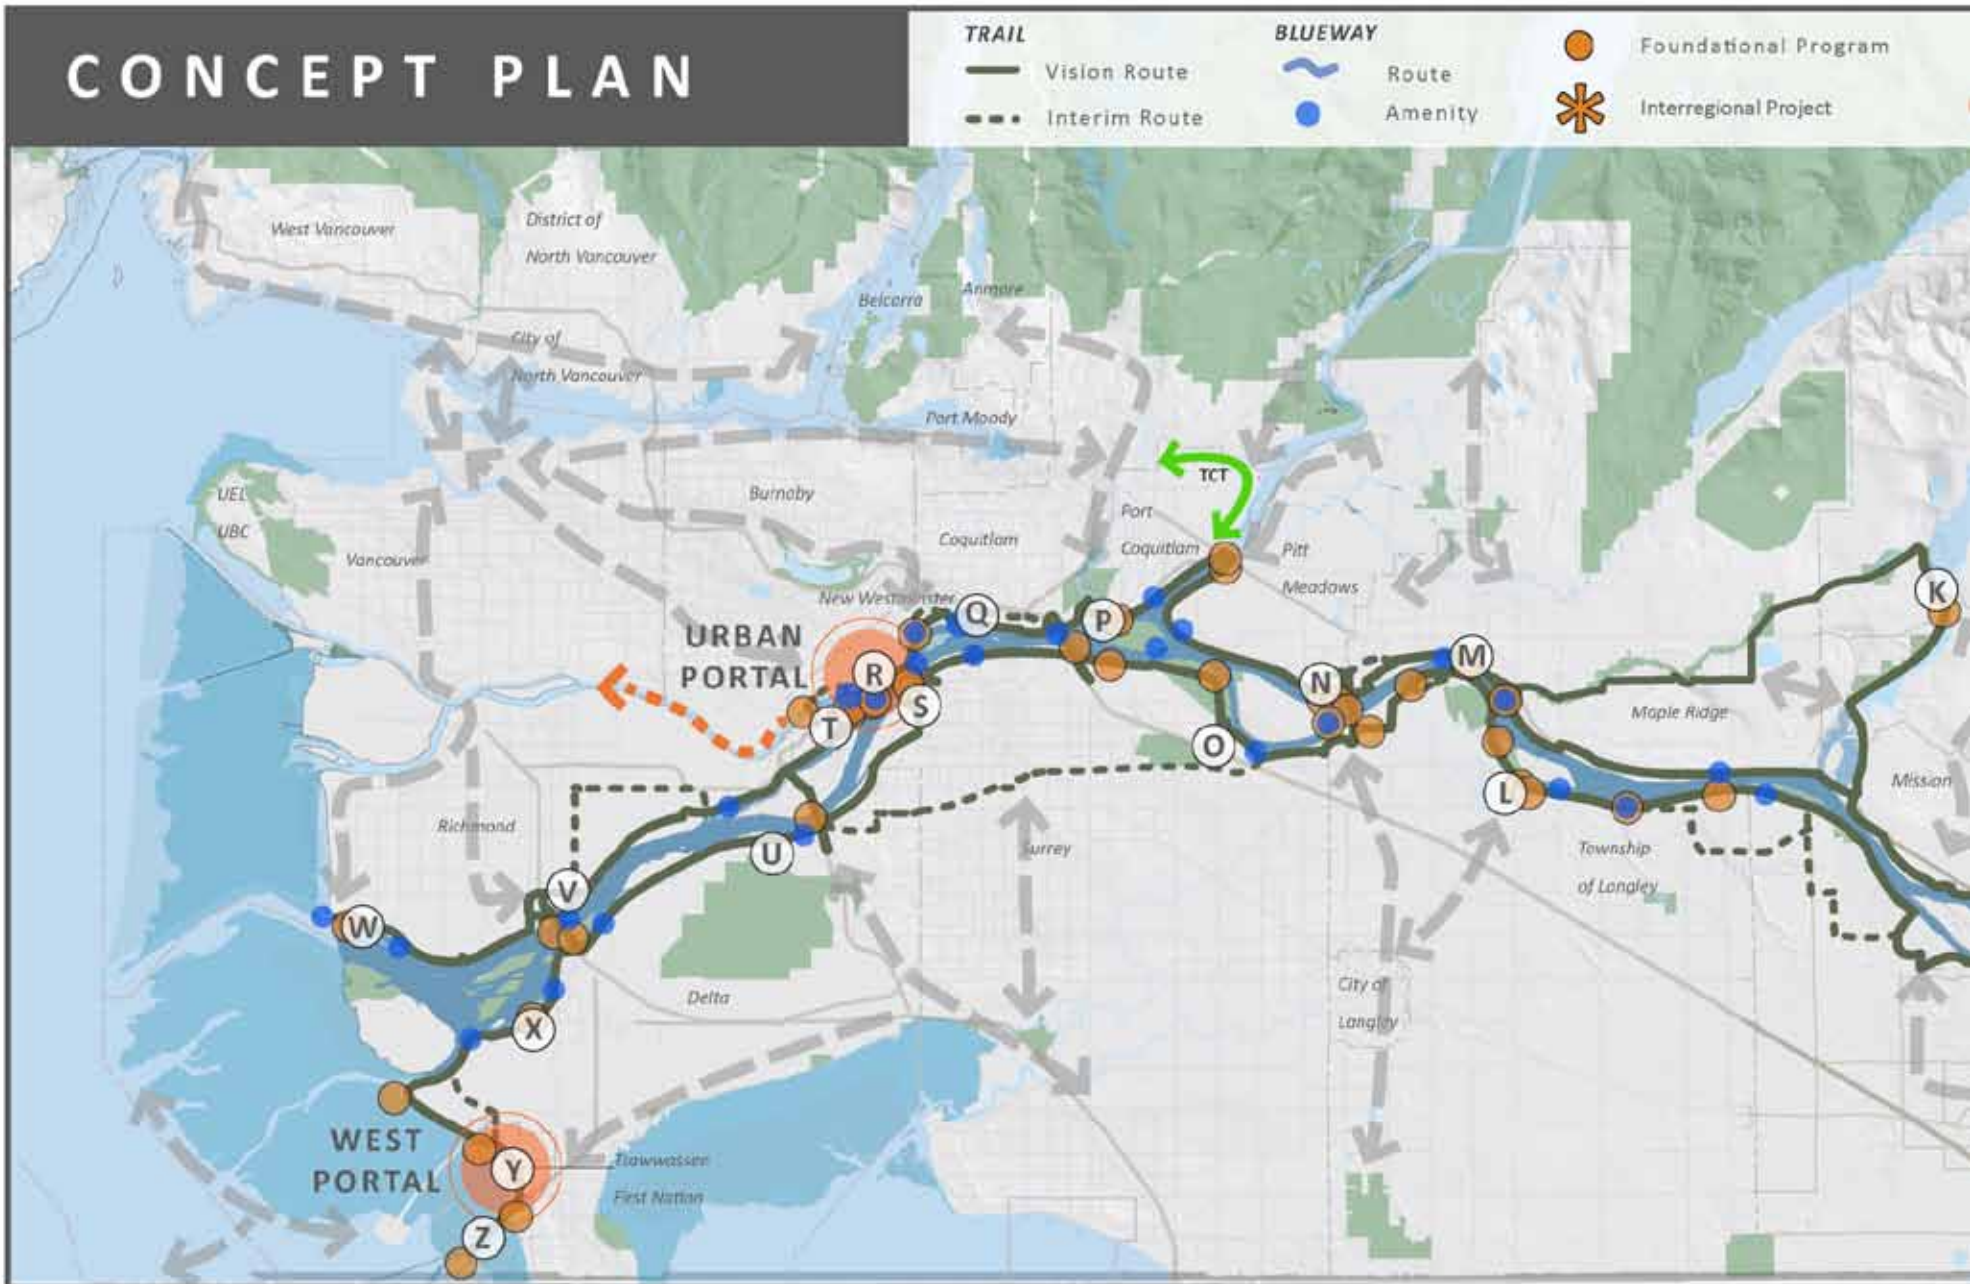 CONCEPT PLAN
TRAIL
Vision Route
Interim Route
BLUEWAY
Route
Amenity
Foundational Program
Interregional Project
West Vancouver
District of
North Vancouver
Belcarra
Anmore
City of
North Vancouver
Port Moody
TCT
UEL
UBC
Vancouver
Burnaby
Coquitlam
Port
Coquitlam
Pitt
Meadows
New Westminster
URBAN
PORTAL
K
Q
P
R
S
T
N
M
O
L
Maple Ridge
Mission
Richmond
U
V
W
X
Surrey
Township
of Langley
Delta
City of
Langley
WEST
PORTAL
Y
Z
Tsawwassen
First Nation